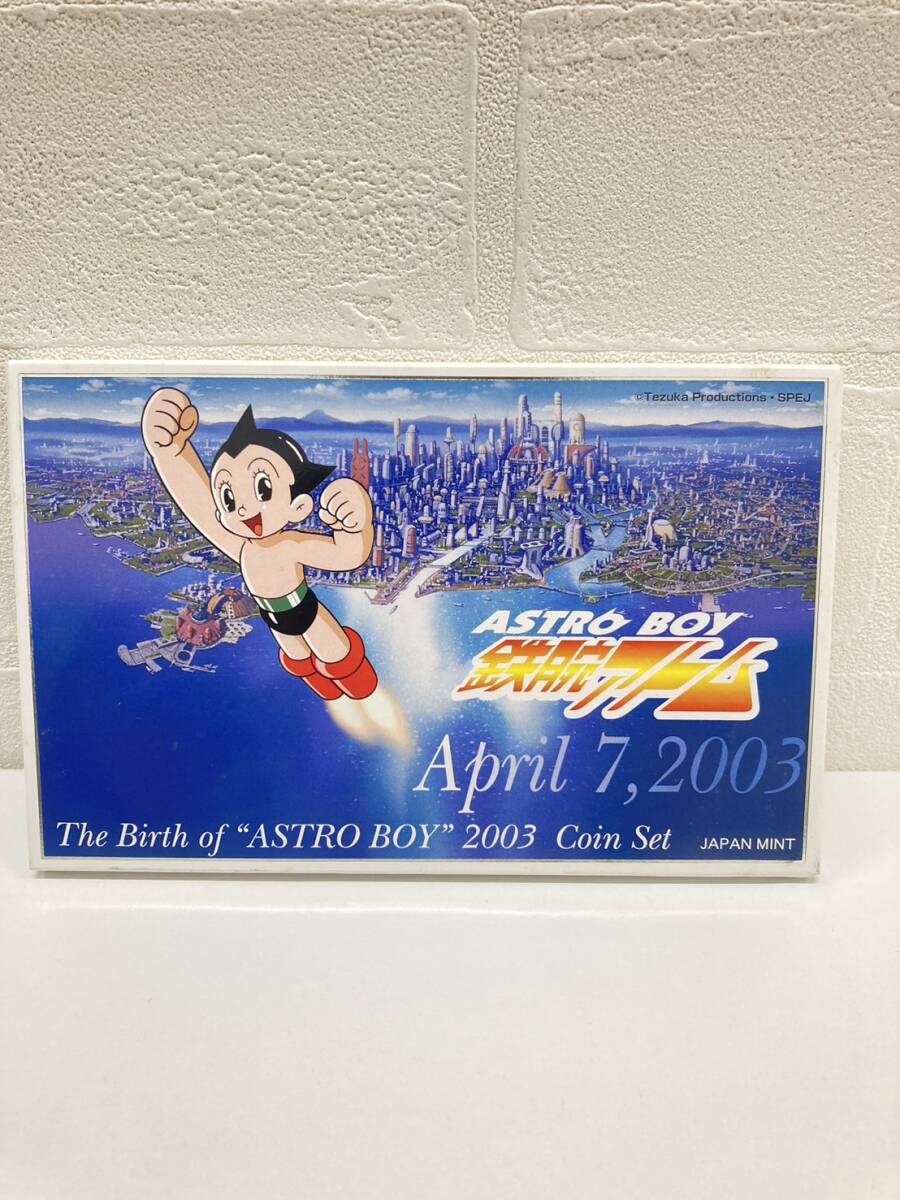 ©Tezuka Productions・SPEJ
ASTRO BOY
鉄腕アトム
April 7, 2003
The Birth of “ASTRO BOY” 2003 Coin Set
JAPAN MINT